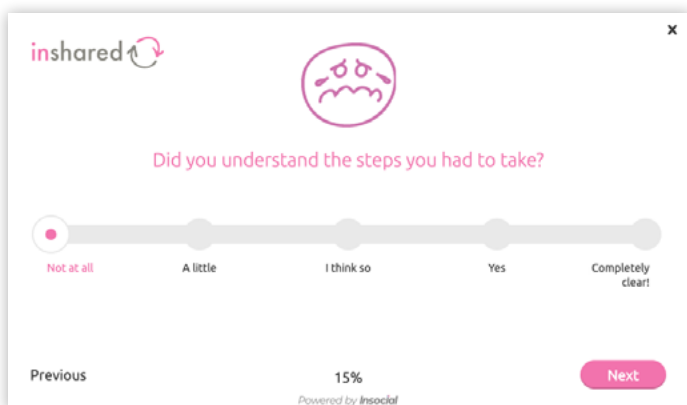 x
inshared
Did you understand the steps you had to take?
Not at all
A little
I think so
Yes
Completely
clear!
Previous
15%
Next
Powered by Insocial